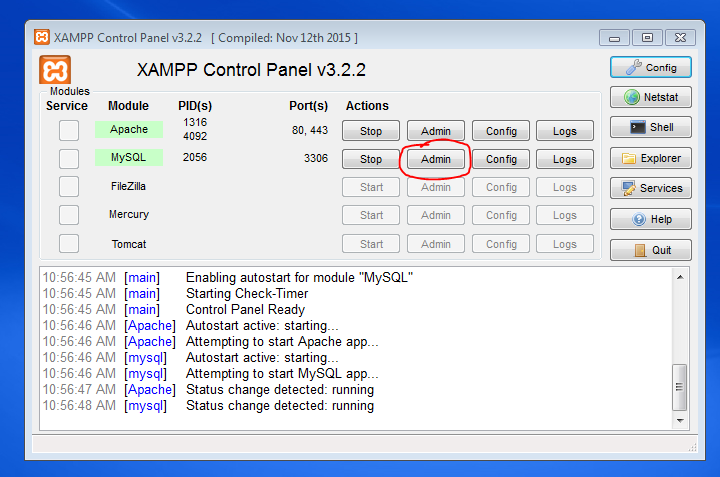 XAMPP Control Panel v3.2.2 [ Compiled: Nov 12th 2015 ]
XAMPP Control Panel v3.2.2
Config
Modules
Service Module PID(s) Port(s) Actions
Netstat
Apache 1316 4092 80, 443 Stop Admin Config Logs
Shell
MySQL 2056 3306 Stop Admin Config Logs
Explorer
FileZilla Start Admin Config Logs
Services
Mercury Start Admin Config Logs
Help
Tomcat Start Admin Config Logs
Quit
10:56:45 AM [main] Enabling autostart for module "MySQL"
10:56:45 AM [main] Starting Check-Timer
10:56:45 AM [main] Control Panel Ready
10:56:46 AM [Apache] Autostart active: starting...
10:56:46 AM [Apache] Attempting to start Apache app...
10:56:46 AM [mysql] Autostart active: starting...
10:56:46 AM [mysql] Attempting to start MySQL app...
10:56:47 AM [Apache] Status change detected: running
10:56:48 AM [mysql] Status change detected: running